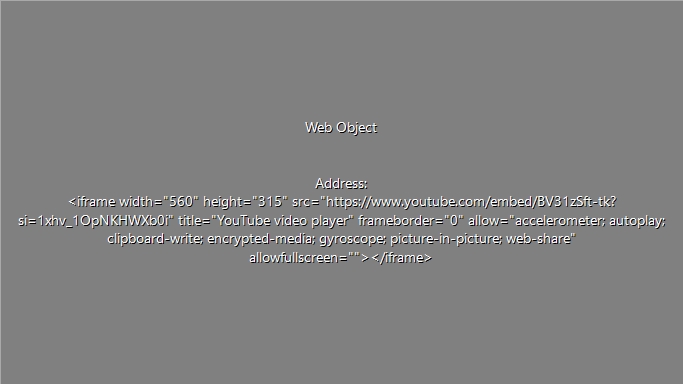 Web Object
Address:
<iframe width="560" height="315" src="https://www.youtube.com/embed/BV31zSft-tk?
si=1xhv_1OpNKHWXb0i" title="YouTube video player" frameborder="0" allow="accelerometer; autoplay;
clipboard-write; encrypted-media; gyroscope; picture-in-picture; web-share"
allowfullscreen=""></iframe>